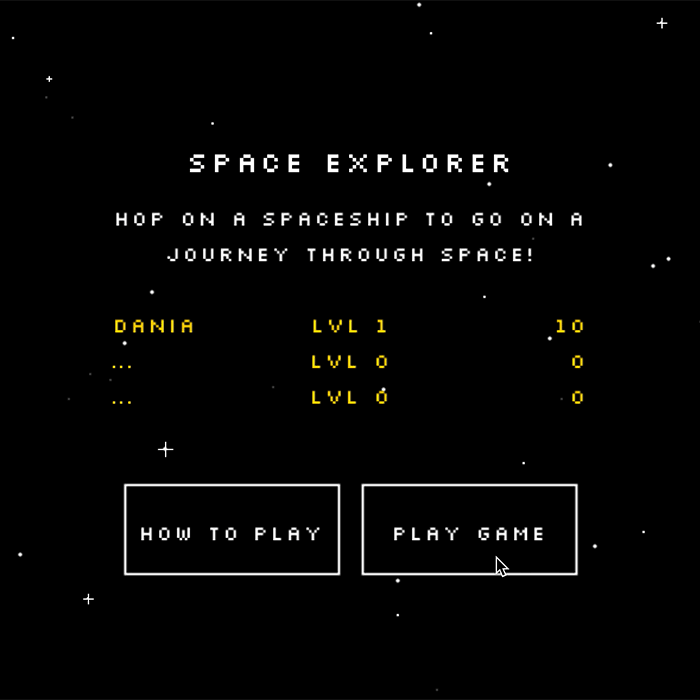 SPACE EXPLORER
HOP ON A SPACESHIP TO GO ON A
JOURNEY THROUGH SPACE!
DANIA LVL 1 10
... LVL 0 0
... LVL 0 0
HOW TO PLAY PLAY GAME